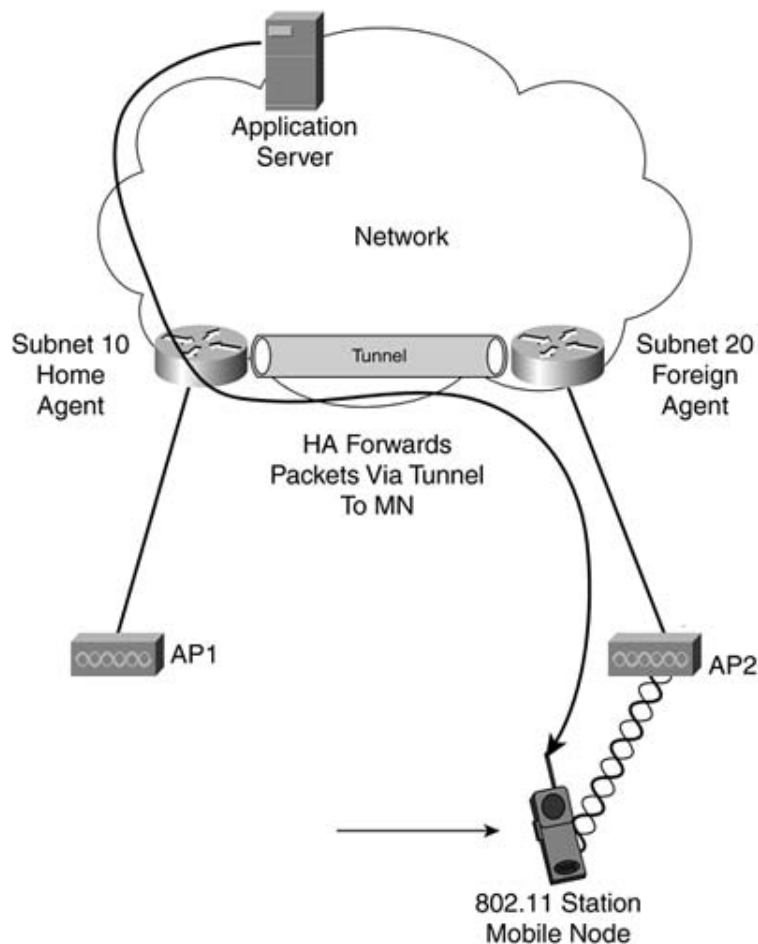 Application
Server
Network
Subnet 10
Home
Agent
Tunnel
Subnet 20
Foreign
Agent
HA Forwards
Packets Via Tunnel
To MN
AP1
AP2
802.11 Station
Mobile Node